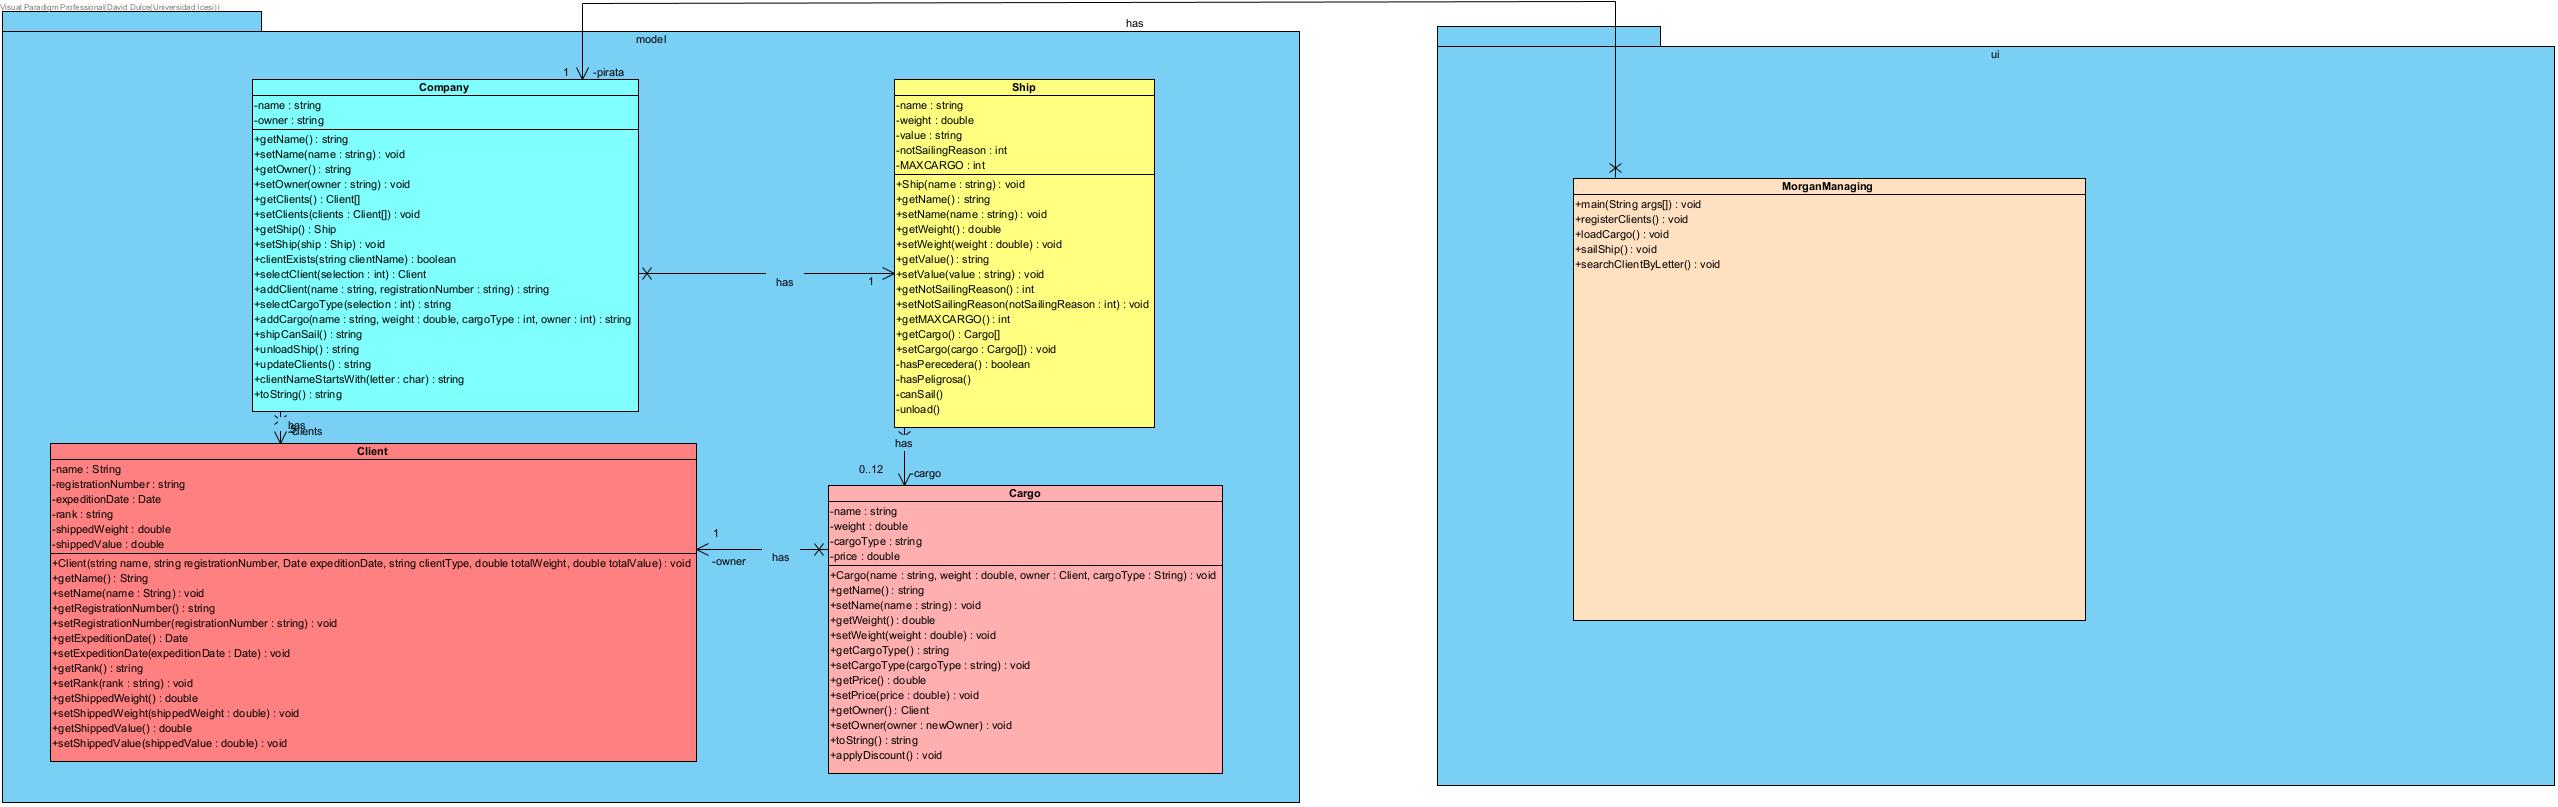 Visual Paradigm Professional(David Dulce(Universidad Icesi))
has
model
ui
1
-pirata
Company
-name : string
-owner : string
+getName() : string
+setName(name : string) : void
+getOwner() : string
+setOwner(owner : string) : void
+getClients() : Client[]
+setClients(clients : Client[]) : void
+getShip() : Ship
+setShip(ship : Ship) : void
+clientExists(string clientName) : boolean
+selectClient(selection : int) : Client
+addClient(name : string, registrationNumber : string) : string
+selectCargoType(selection : int) : string
+addCargo(name : string, weight : double, cargoType : int, owner : int) : string
+shipCanSail() : string
+unloadShip() : string
+updateClients() : string
+clientNameStartsWith(letter : char) : string
+toString() : string
has
1
Ship
-name : string
-weight : double
-value : string
-notSailingReason : int
-MAXCARGO : int
+Ship(name : string) : void
+getName() : string
+setName(name : string) : void
+getWeight() : double
+setWeight(weight : double) : void
+getValue() : string
+setValue(value : string) : void
+getNotSailingReason() : int
+setNotSailingReason(notSailingReason : int) : void
+getMAXCARGO() : int
+getCargo() : Cargo[]
+setCargo(cargo : Cargo[]) : void
-hasPerecedera() : boolean
-hasPeligrosa()
-canSail()
-unload()
MorganManaging
+main(String args[]) : void
+registerClients() : void
+loadCargo() : void
+sailShip() : void
+searchClientByLetter() : void
has
-clients
has
0..12
-cargo
Client
-name : String
-registrationNumber : string
-expeditionDate : Date
-rank : string
-shippedWeight : double
-shippedValue : double
+Client(string name, string registrationNumber, Date expeditionDate, string clientType, double totalWeight, double totalValue) : void
+getName() : String
+setName(name : String) : void
+getRegistrationNumber() : string
+setRegistrationNumber(registrationNumber : string) : void
+getExpeditionDate() : Date
+setExpeditionDate(expeditionDate : Date) : void
+getRank() : string
+setRank(rank : string) : void
+getShippedWeight() : double
+setShippedWeight(shippedWeight : double) : void
+getShippedValue() : double
+setShippedValue(shippedValue : double) : void
1
-owner
has
Cargo
-name : string
-weight : double
-cargoType : string
-price : double
+Cargo(name : string, weight : double, owner : Client, cargoType : String) : void
+getName() : string
+setName(name : string) : void
+getWeight() : double
+setWeight(weight : double) : void
+getCargoType() : string
+setCargoType(cargoType : string) : void
+getPrice() : double
+setPrice(price : double) : void
+getOwner() : Client
+setOwner(owner : newOwner) : void
+toString() : string
+applyDiscount() : void